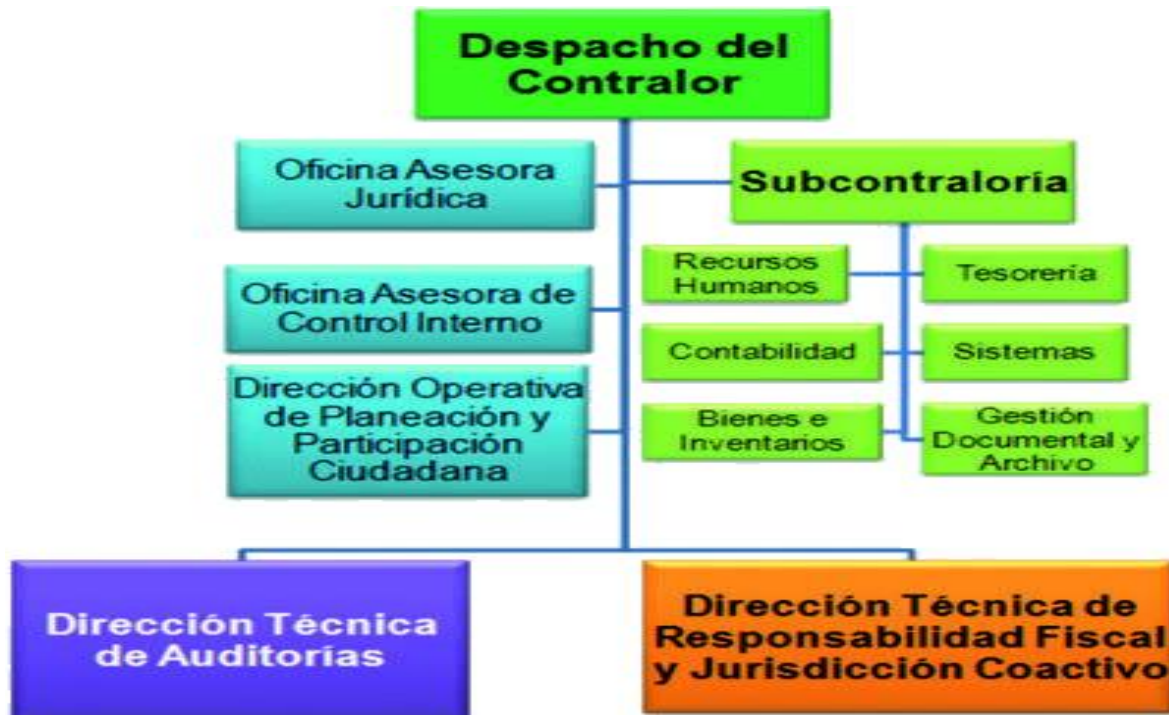 Despacho del
Contralor
Oficina Asesora
Jurídica
Subcontraloría
Recursos
Humanos
Tesorería
Oficina Asesora de
Control Interno
Contabilidad
Sistemas
Dirección Operativa
de Planeación y
Participación
Ciudadana
Bienes e
Inventarios
Gestión
Documental y
Archivo
Dirección Técnica
de Auditorías
Dirección Técnica de
Responsabilidad Fiscal
y Jurisdicción Coactivo